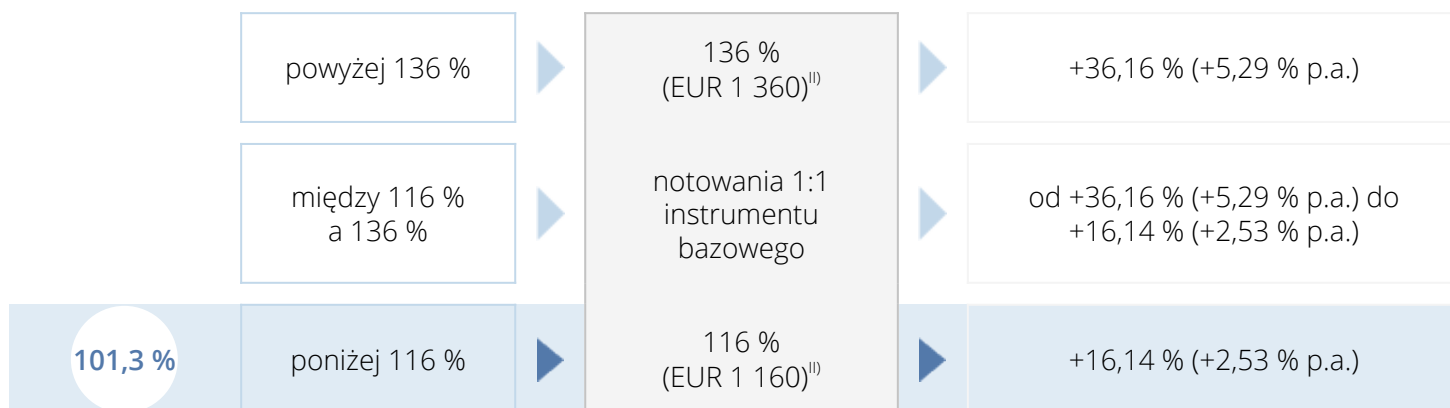 powyżej 136 %
136 %
(EUR 1 360)II)
+36,16 % (+5,29 % p.a.)
między 116 %
a 136 %
notowania 1:1
instrumentu
bazowego
od +36,16 % (+5,29 % p.a.) do
+16,14 % (+2,53 % p.a.)
101,3 %
poniżej 116 %
116 %
(EUR 1 160)II)
+16,14 % (+2,53 % p.a.)